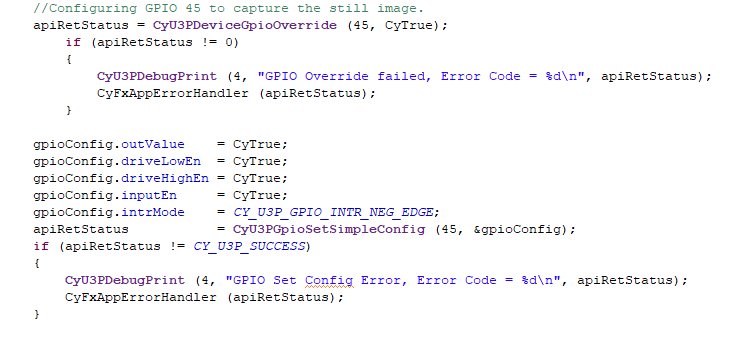 //Configuring GPIO 45 to capture the still image.
apiRetStatus = CyU3PDeviceGpioOverride (45, CyTrue);
    if (apiRetStatus != 0)
    {
        CyU3PDebugPrint (4, "GPIO Override failed, Error Code = %d\n", apiRetStatus);
        CyFxAppErrorHandler (apiRetStatus);
    }

gpioConfig.outValue    = CyTrue;
gpioConfig.driveLowEn  = CyTrue;
gpioConfig.driveHighEn = CyTrue;
gpioConfig.inputEn     = CyTrue;
gpioConfig.intrMode    = CY_U3P_GPIO_INTR_NEG_EDGE;
apiRetStatus           = CyU3PGpioSetSimpleConfig (45, &gpioConfig);
if (apiRetStatus != CY_U3P_SUCCESS)
{
    CyU3PDebugPrint (4, "GPIO Set Config Error, Error Code = %d\n", apiRetStatus);
    CyFxAppErrorHandler (apiRetStatus);
}